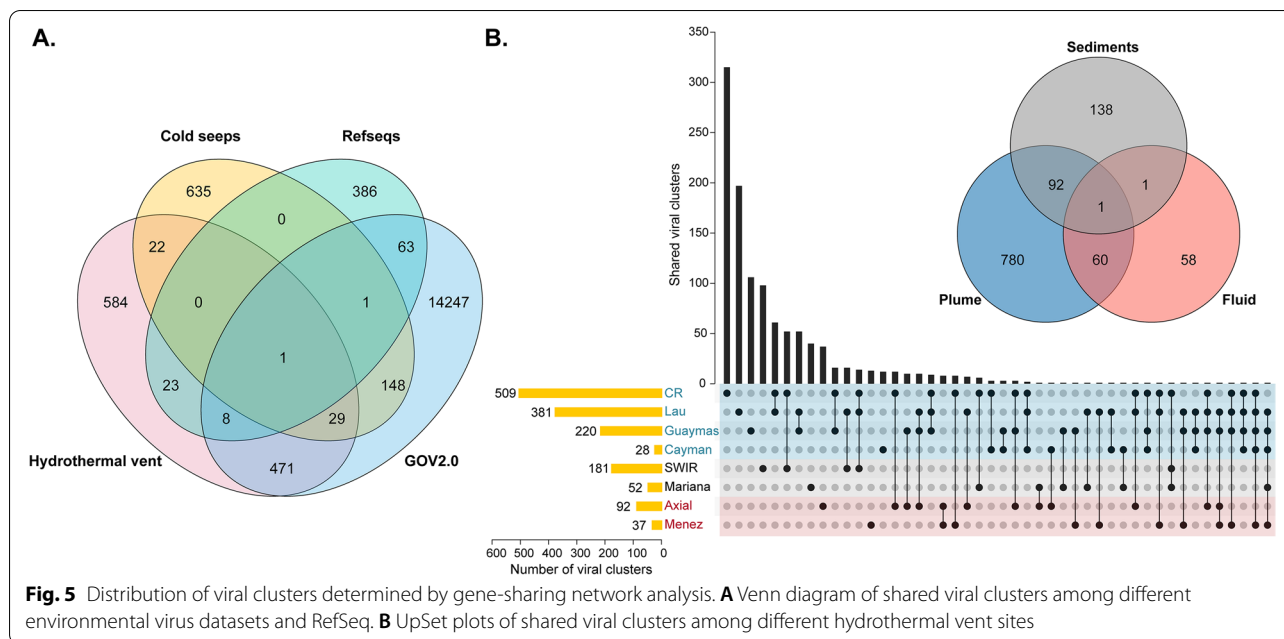 A.
Cold seeps
Refseqs
635
386
0
22
63
584
0
1
14247
1
23
148
8
29
Hydrothermal vent
GOV2.0
471
B.
350
300
250
200
150
100
50
0
Shared viral clusters
Sediments
138
92
1
1
780
60
58
Plume
Fluid
509 CR
381 Lau
220 Guaymas
28 Cayman
181 SWIR
52 Mariana
92 Axial
37 Menez
600 500 400 300 200 100 0
Number of viral clusters
Fig. 5 Distribution of viral clusters determined by gene-sharing network analysis. A Venn diagram of shared viral clusters among different
environmental virus datasets and RefSeq. B UpSet plots of shared viral clusters among different hydrothermal vent sites